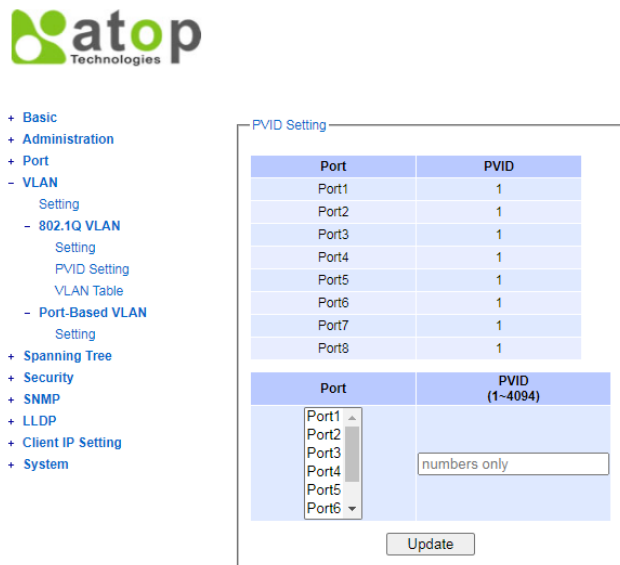 atop
Technologies
+ Basic
+ Administration
+ Port
– VLAN
Setting
– 802.1Q VLAN
Setting
PVID Setting
VLAN Table
– Port-Based VLAN
Setting
+ Spanning Tree
+ Security
+ SNMP
+ LLDP
+ Client IP Setting
+ System
PVID Setting
Port PVID
Port1 1
Port2 1
Port3 1
Port4 1
Port5 1
Port6 1
Port7 1
Port8 1
Port PVID
(1~4094)
Port1
Port2
Port3
Port4
Port5
Port6
numbers only
Update